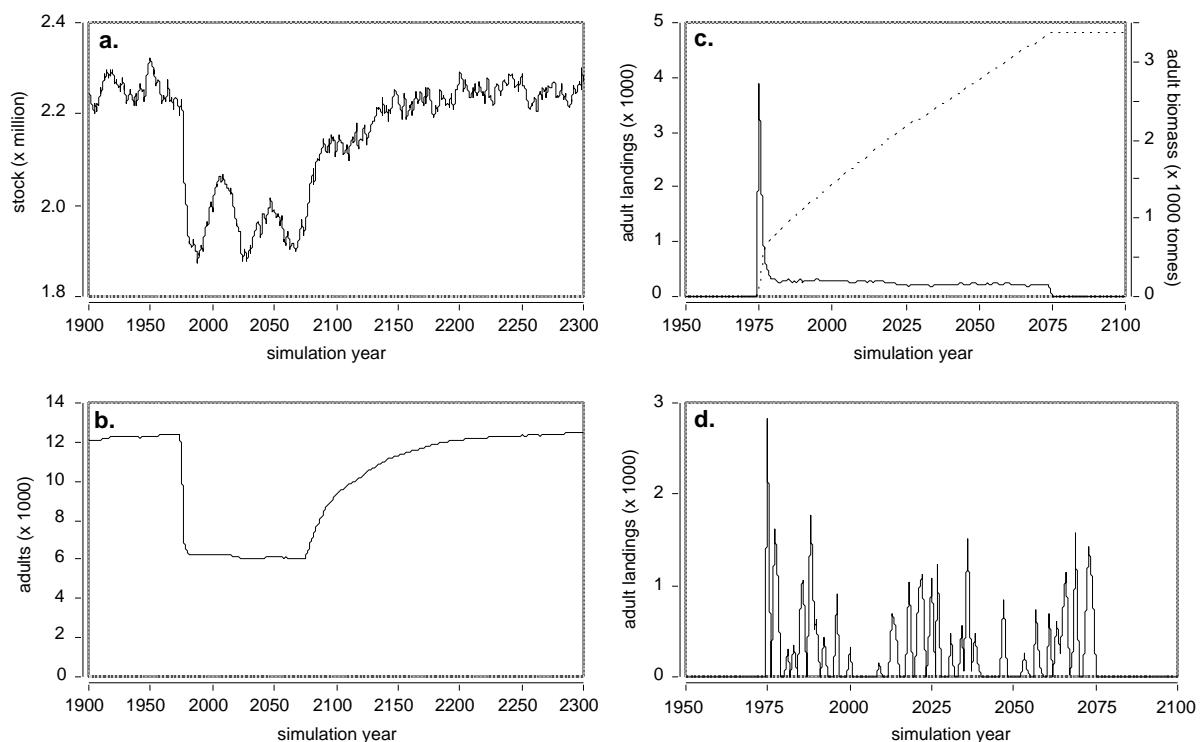 a.
2.4
2.2
2.0
1.8
stock (x million)
1900 1950 2000 2050 2100 2150 2200 2250 2300
simulation year
c.
5
4
3
2
1
0
adult landings (x 1000)
3
2
1
0
adult biomass (x 1000 tonnes)
1950 1975 2000 2025 2050 2075 2100
simulation year
b.
14
12
10
8
6
4
2
0
adults (x 1000)
1900 1950 2000 2050 2100 2150 2200 2250 2300
simulation year
d.
3
2
1
0
adult landings (x 1000)
1950 1975 2000 2025 2050 2075 2100
simulation year